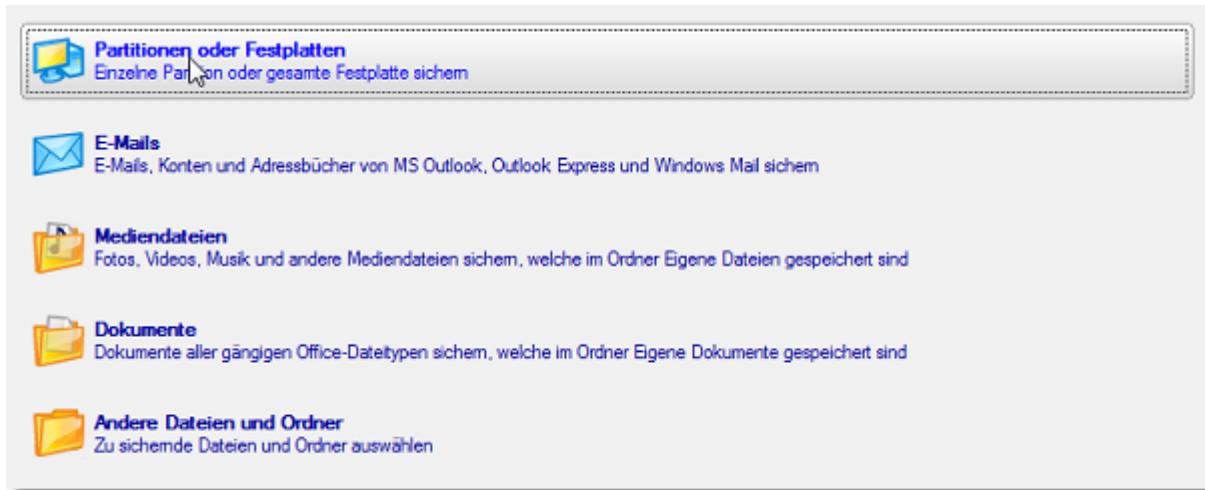 Partitionen oder Festplatten
Einzelne Partition oder gesamte Festplatte sichern
E-Mails
E-Mails, Konten und Adressbücher von MS Outlook, Outlook Express und Windows Mail sichern
Mediendateien
Fotos, Videos, Musik und andere Mediendateien sichern, welche im Ordner Eigene Dateien gespeichert sind
Dokumente
Dokumente aller gängigen Office-Dateitypen sichern, welche im Ordner Eigene Dokumente gespeichert sind
Andere Dateien und Ordner
Zu sichernde Dateien und Ordner auswählen